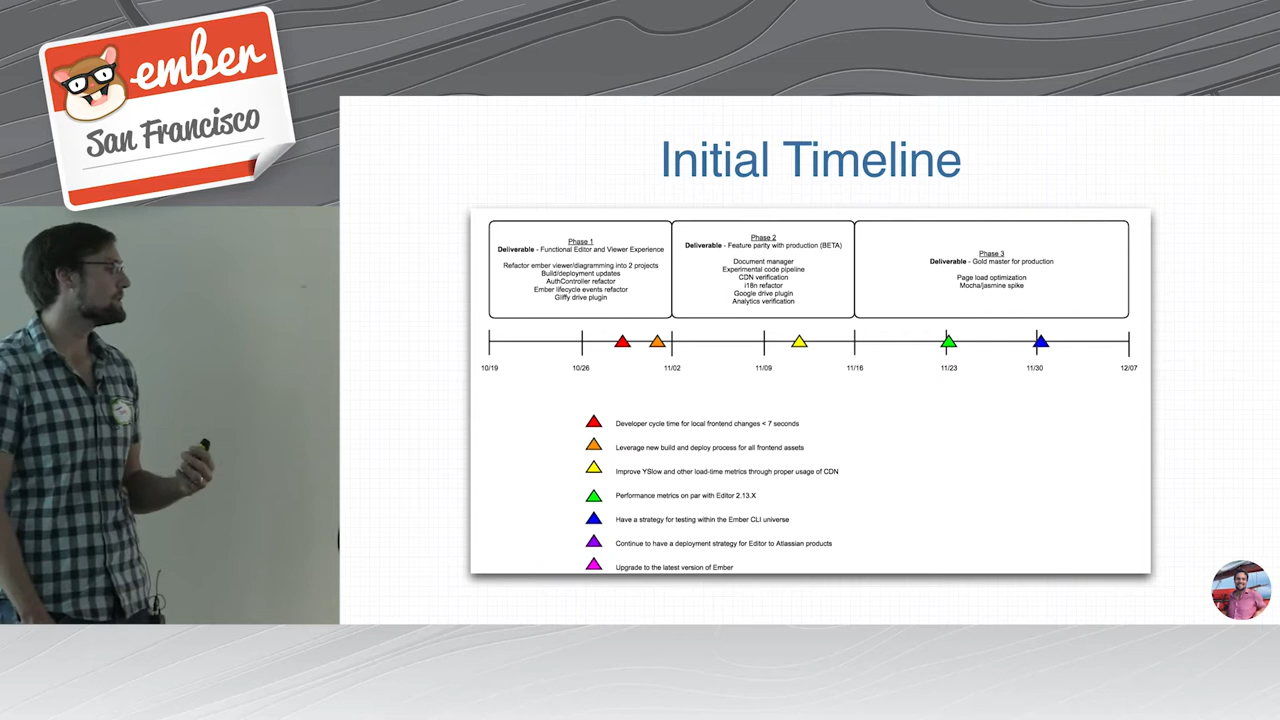 ember
San Francisco
Initial Timeline
Phase 1
Deliverable - Functional Editor and Viewer Experience
Refactor ember viewer/diagramming into 2 projects
Build/deployment updates
AuthController refactor
Ember lifecycle events refactor
Gliffy drive plugin
Phase 2
Deliverable - Feature parity with production (BETA)
Document manager
Experimental code pipeline
CDN verification
i18n refactor
Google drive plugin
Analytics verification
Phase 3
Deliverable - Gold master for production
Page load optimization
Mocha/jasmine spike
10/19 10/26 11/02 11/09 11/16 11/23 11/30 12/07
Developer cycle time for local frontend changes < 7 seconds
Leverage new build and deploy process for all frontend assets
Improve YSlow and other load-time metrics through proper usage of CDN
Performance metrics on par with Editor 2.13.X
Have a strategy for testing within the Ember CLI universe
Continue to have a deployment strategy for Editor to Atlassian products
Upgrade to the latest version of Ember